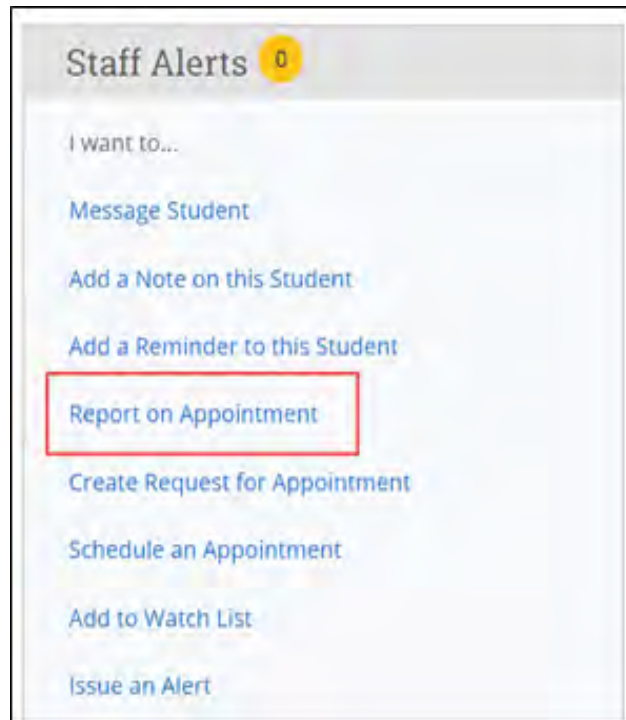 Staff Alerts 0
I want to...
Message Student
Add a Note on this Student
Add a Reminder to this Student
Report on Appointment
Create Request for Appointment
Schedule an Appointment
Add to Watch List
Issue an Alert